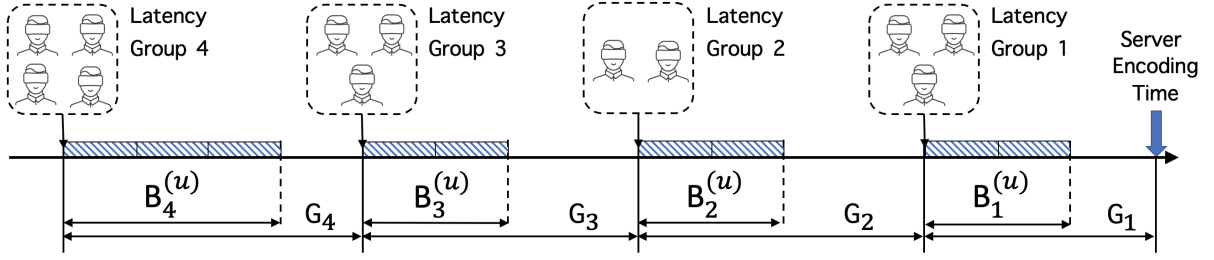 Latency
Group 4
Latency
Group 3
Latency
Group 2
Latency
Group 1
Server
Encoding
Time
B₄⁽ᵘ⁾
G₄
B₃⁽ᵘ⁾
G₃
B₂⁽ᵘ⁾
G₂
B₁⁽ᵘ⁾
G₁